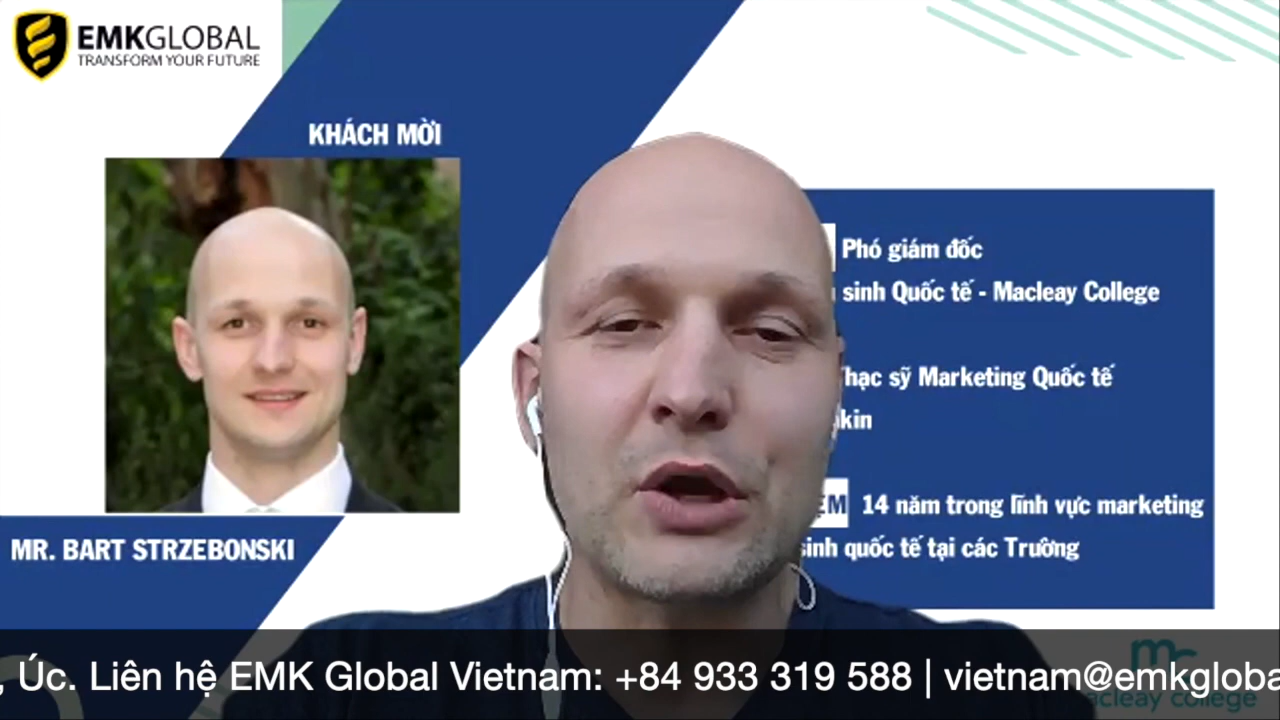 EMKGLOBAL
TRANSFORM YOUR FUTURE
KHÁCH MỜI
Phó giám đốc
sinh Quốc tế - Macleay College
hạc sỹ Marketing Quốc tế
kin
14 năm trong lĩnh vực marketing
sinh quốc tế tại các Trường
MR. BART STRZEBONSKI
, Úc. Liên hệ EMK Global Vietnam: +84 933 319 588 | vietnam@emkgloba
mc
acleay college